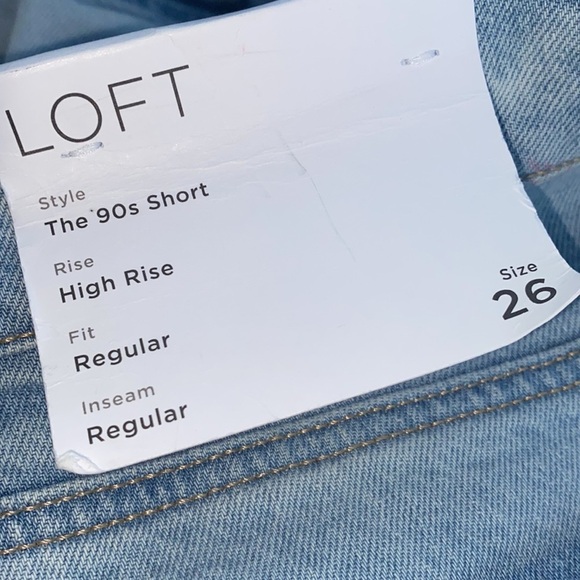 LOFT
Style
The '90s Short
Rise
High Rise
Fit
Regular
Inseam
Regular
Size
26